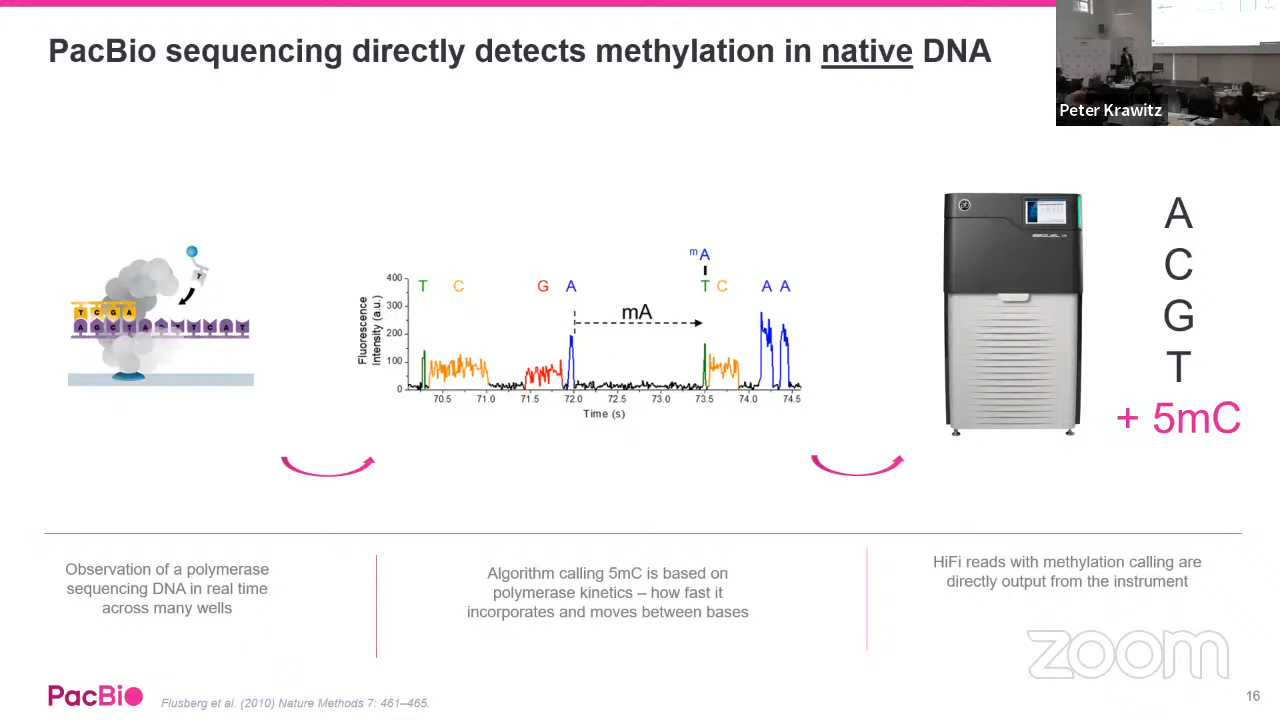 PacBio sequencing directly detects methylation in native DNA
Peter Krawitz
T
T C G A
A G C T A
T C A T
Fluorescence
Intensity (a.u.)
400
300
200
100
0
T C G A mA T C A A
mA
70.5 71.0 71.5 72.0 72.5 73.0 73.5 74.0 74.5
Time (s)
A
C
G
T
+ 5mC
Observation of a polymerase
sequencing DNA in real time
across many wells
Algorithm calling 5mC is based on
polymerase kinetics – how fast it
incorporates and moves between bases
HiFi reads with methylation calling are
directly output from the instrument
zoom
PacBio
Flusberg et al. (2010) Nature Methods 7: 461–465.
16